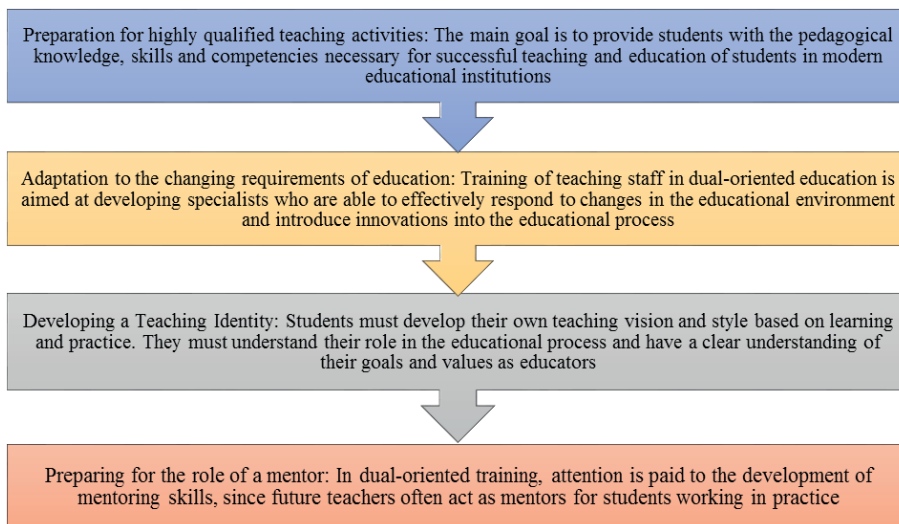 Preparation for highly qualified teaching activities: The main goal is to provide students with the pedagogical
knowledge, skills and competencies necessary for successful teaching and education of students in modern
educational institutions
Adaptation to the changing requirements of education: Training of teaching staff in dual-oriented education is
aimed at developing specialists who are able to effectively respond to changes in the educational environment
and introduce innovations into the educational process
Developing a Teaching Identity: Students must develop their own teaching vision and style based on learning
and practice. They must understand their role in the educational process and have a clear understanding of
their goals and values as educators
Preparing for the role of a mentor: In dual-oriented training, attention is paid to the development of
mentoring skills, since future teachers often act as mentors for students working in practice